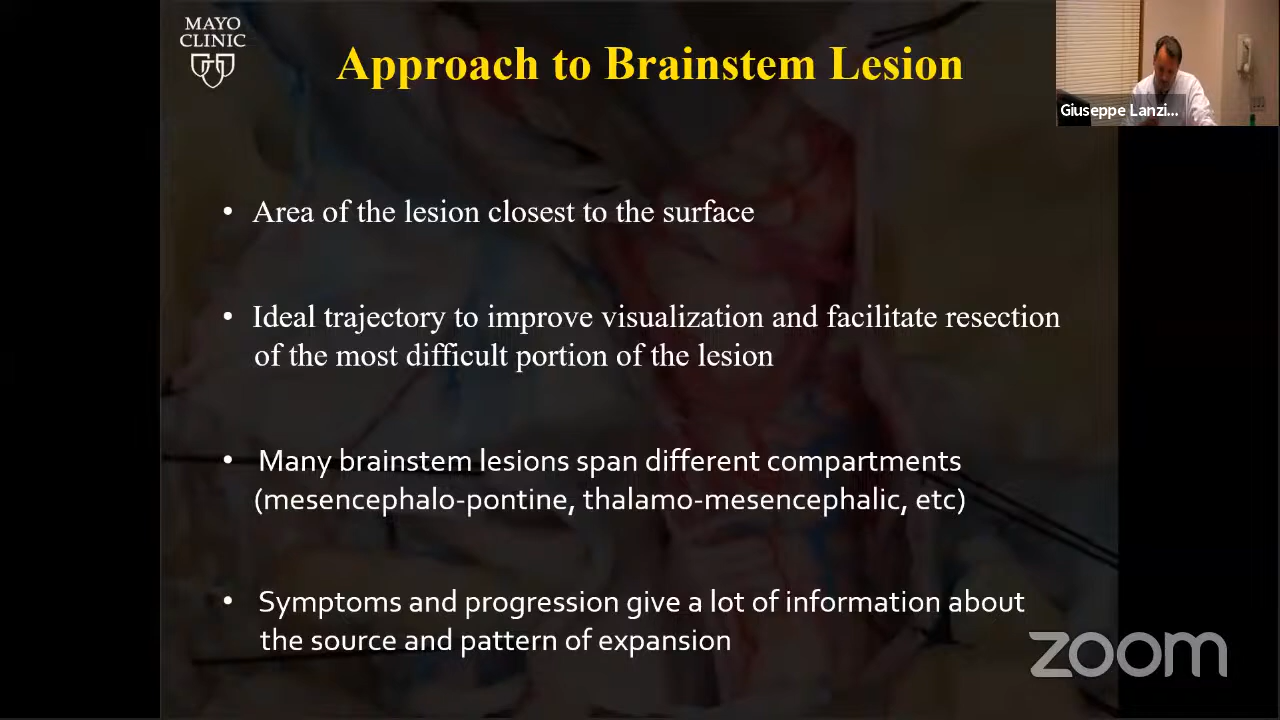 MAYO
CLINIC
Approach to Brainstem Lesion
Giuseppe Lanzi...
• Area of the lesion closest to the surface
• Ideal trajectory to improve visualization and facilitate resection
of the most difficult portion of the lesion
• Many brainstem lesions span different compartments
(mesencephalo-pontine, thalamo-mesencephalic, etc)
• Symptoms and progression give a lot of information about
the source and pattern of expansion
zoom